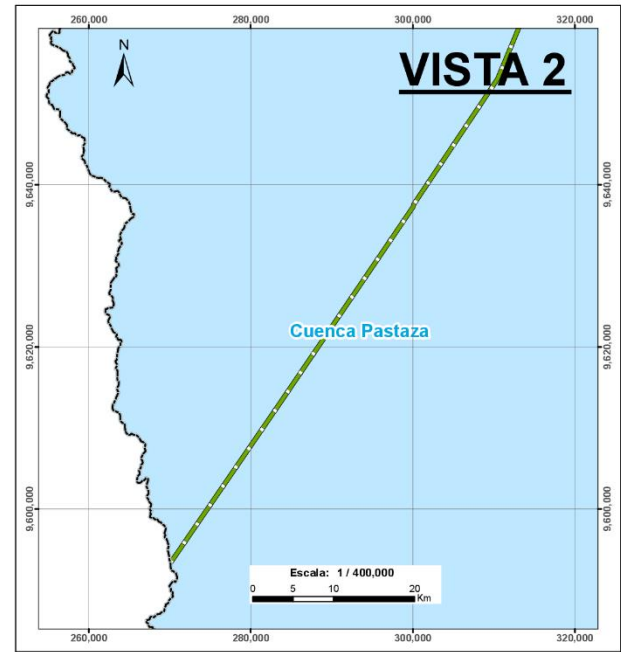 260,000 280,000 300,000 320,000
N
VISTA 2
9,640,000 9,640,000
Cuenca Pastaza
9,620,000 9,620,000
9,600,000 9,600,000
Escala: 1 / 400,000
0 5 10 20
Km
260,000 280,000 300,000 320,000